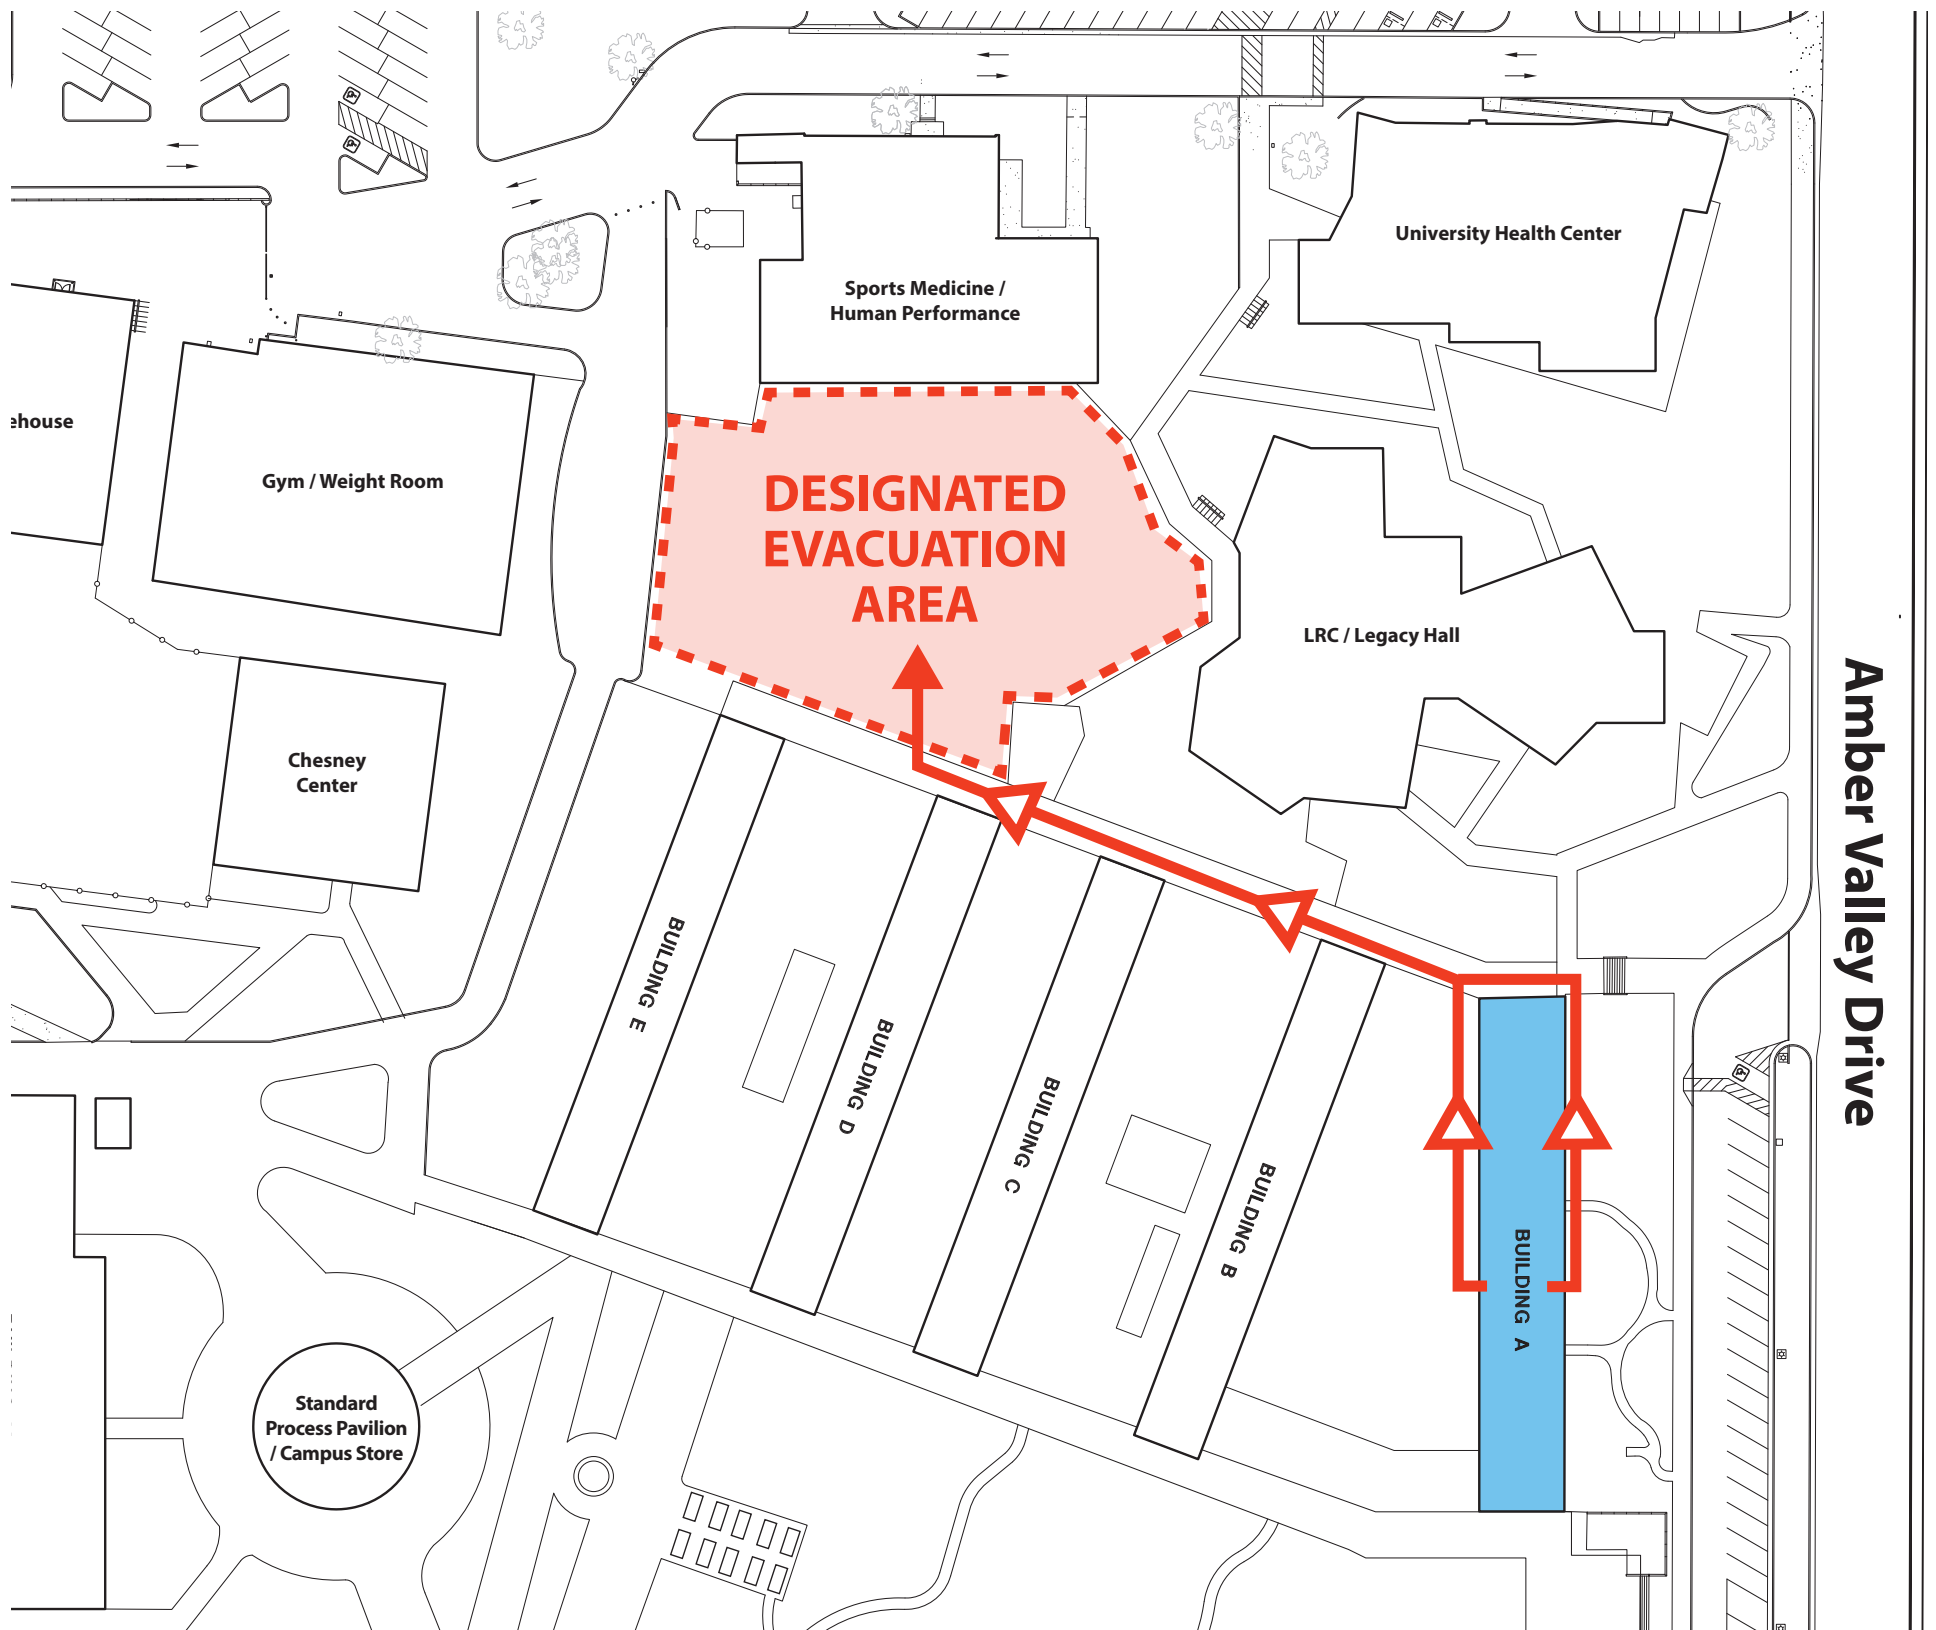 University Health Center
Sports Medicine /
Human Performance
ehouse
Gym / Weight Room
DESIGNATED
EVACUATION
AREA
LRC / Legacy Hall
Amber Valley Drive
Chesney
Center
BUILDING E
BUILDING D
BUILDING C
BUILDING B
BUILDING A
Standard
Process Pavilion
/ Campus Store